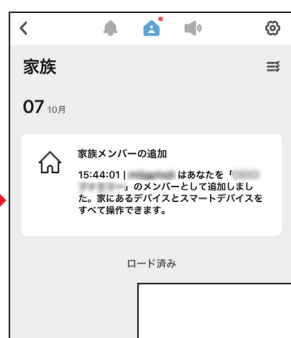 家族
07 10月
家族メンバーの追加
15:44:01 | はあなたを「
」のメンバーとして追加しまし
た。家にあるデバイスとスマートデバイスを
すべて操作できます。
ロード済み